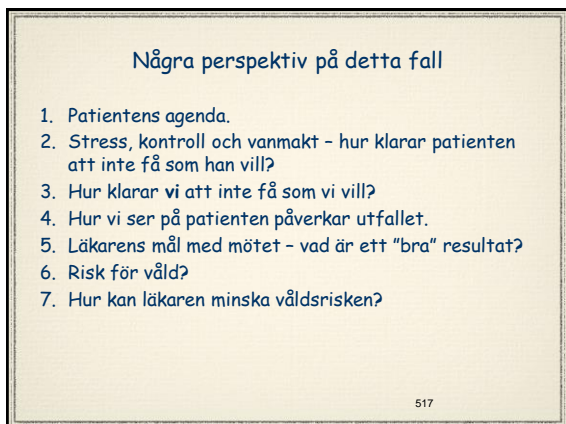 Några perspektiv på detta fall
1. Patientens agenda.
2. Stress, kontroll och vanmakt – hur klarar patienten
att inte få som han vill?
3. Hur klarar vi att inte få som vi vill?
4. Hur vi ser på patienten påverkar utfallet.
5. Läkarens mål med mötet – vad är ett ”bra” resultat?
6. Risk för våld?
7. Hur kan läkaren minska våldsrisken?
517